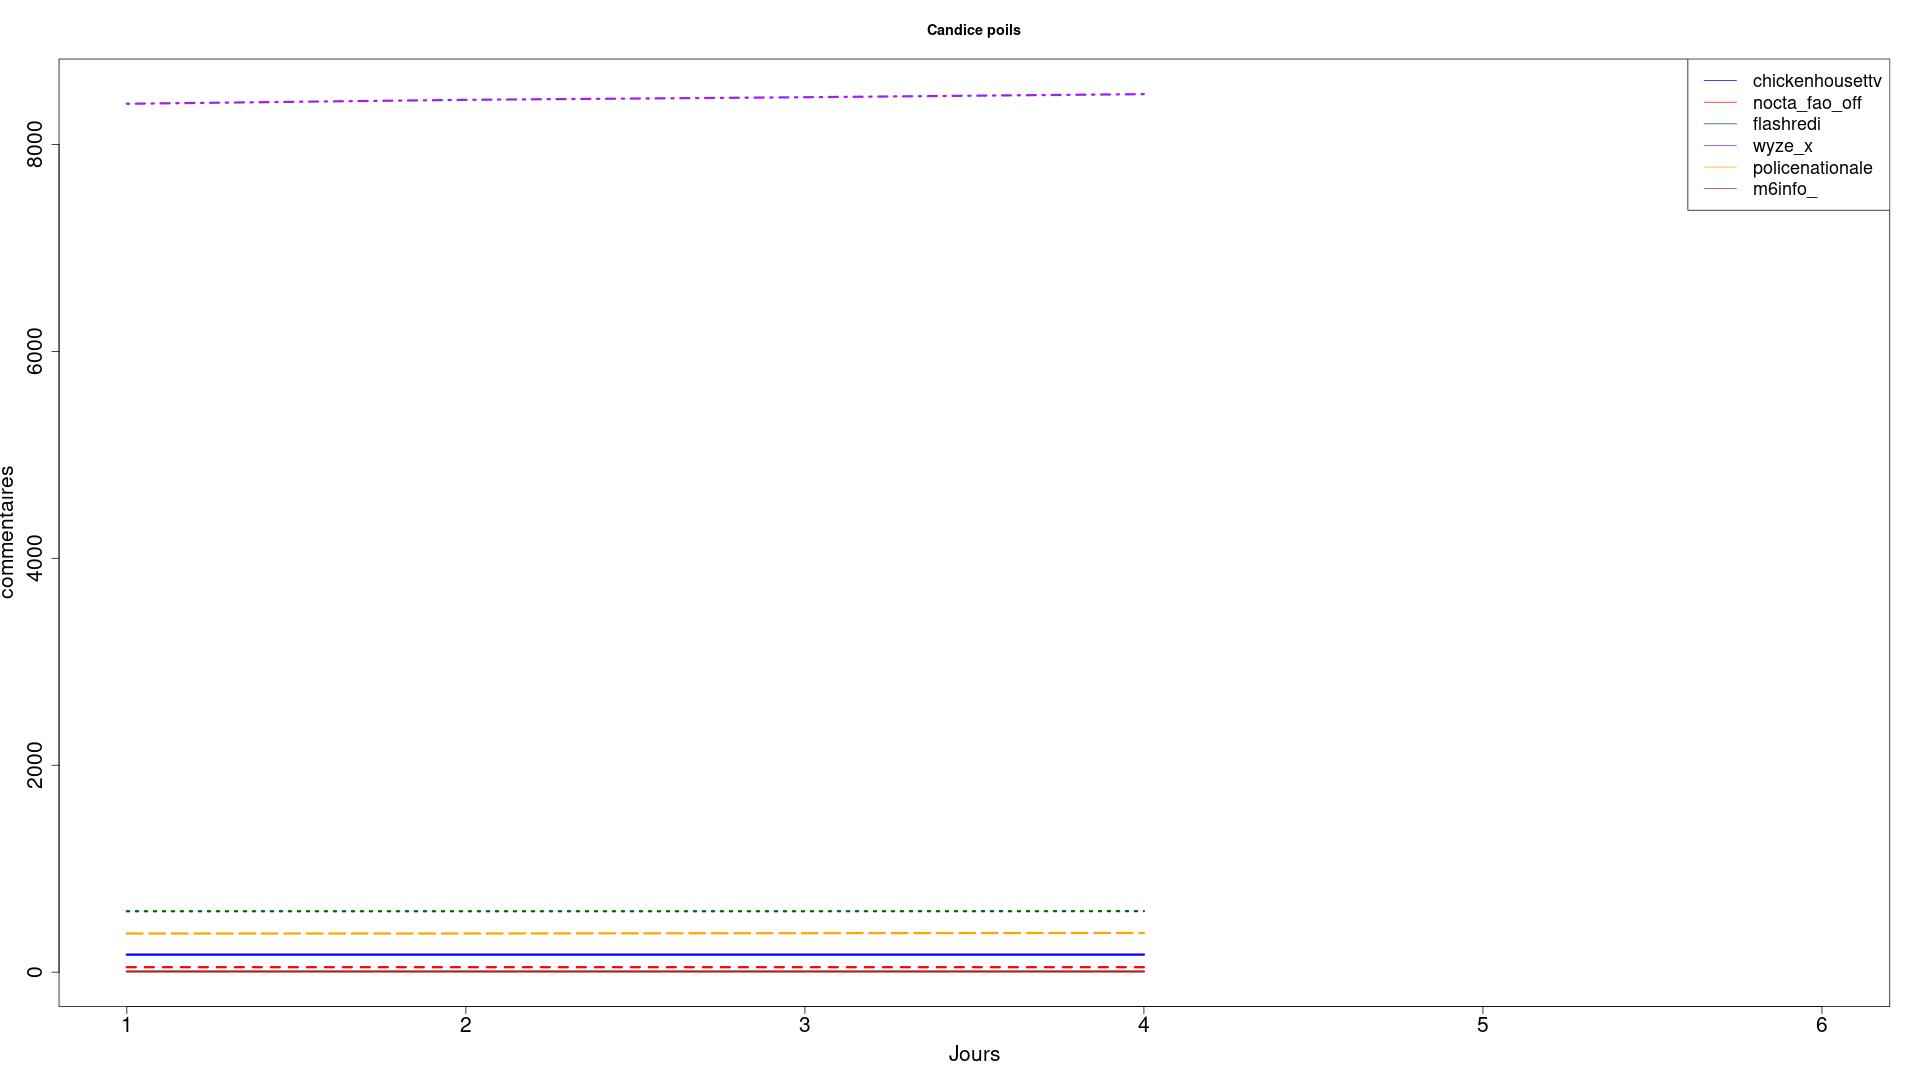 Candice poils
chickenhousettv
nocta_fao_off
flashredi
wyze_x
policenationale
m6info_
commentaires
8000
6000
4000
2000
0
1 2 3 4 5 6
Jours